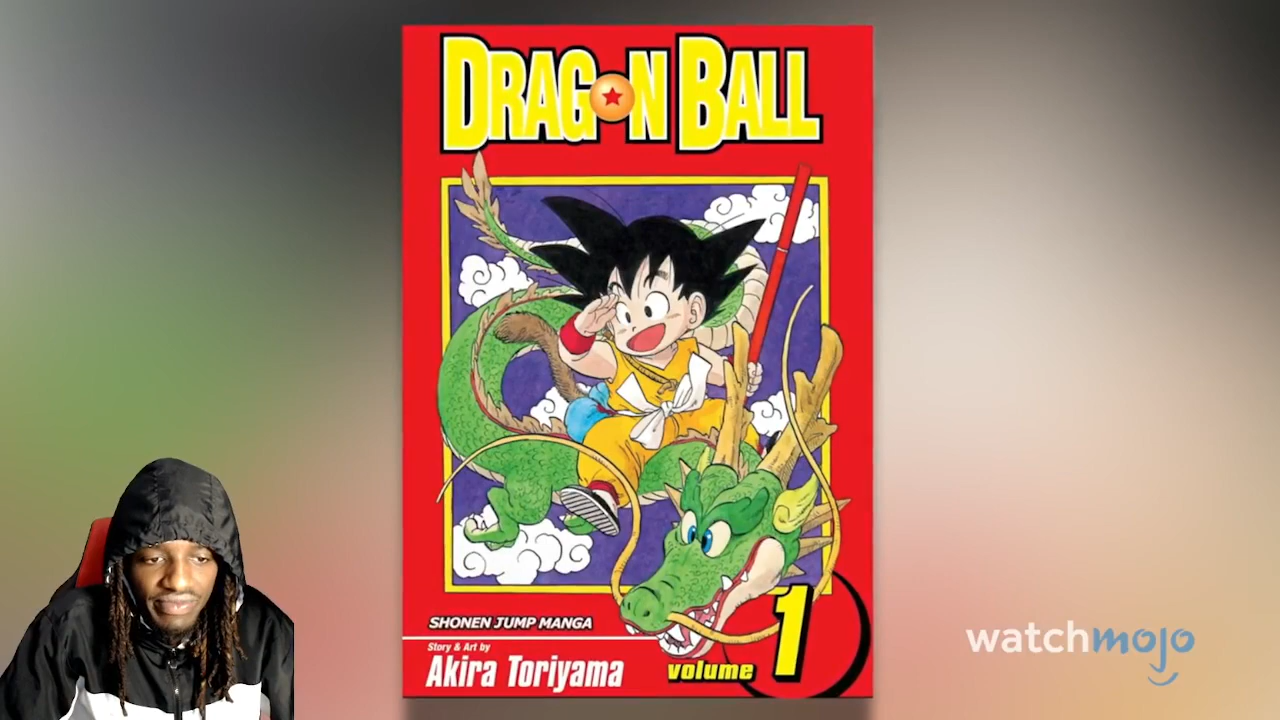 DRAGON BALL
SHONEN JUMP MANGA
Story & Art by
Akira Toriyama
volume 1
watchmojo